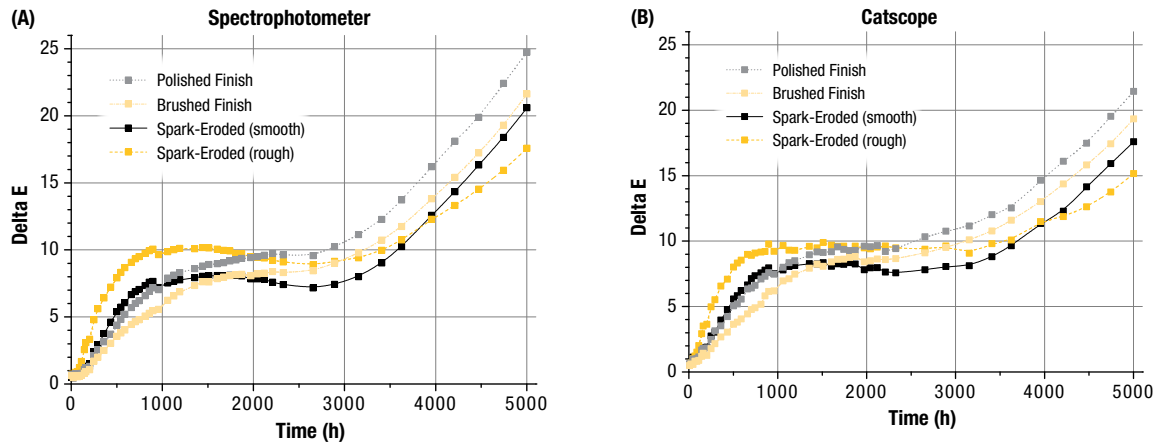 (A) Spectrophotometer
Delta E
25
20
15
10
5
0
Polished Finish
Brushed Finish
Spark-Eroded (smooth)
Spark-Eroded (rough)
0 1000 2000 3000 4000 5000
Time (h)
(B) Catscope
Delta E
25
20
15
10
5
0
Polished Finish
Brushed Finish
Spark-Eroded (smooth)
Spark-Eroded (rough)
0 1000 2000 3000 4000 5000
Time (h)